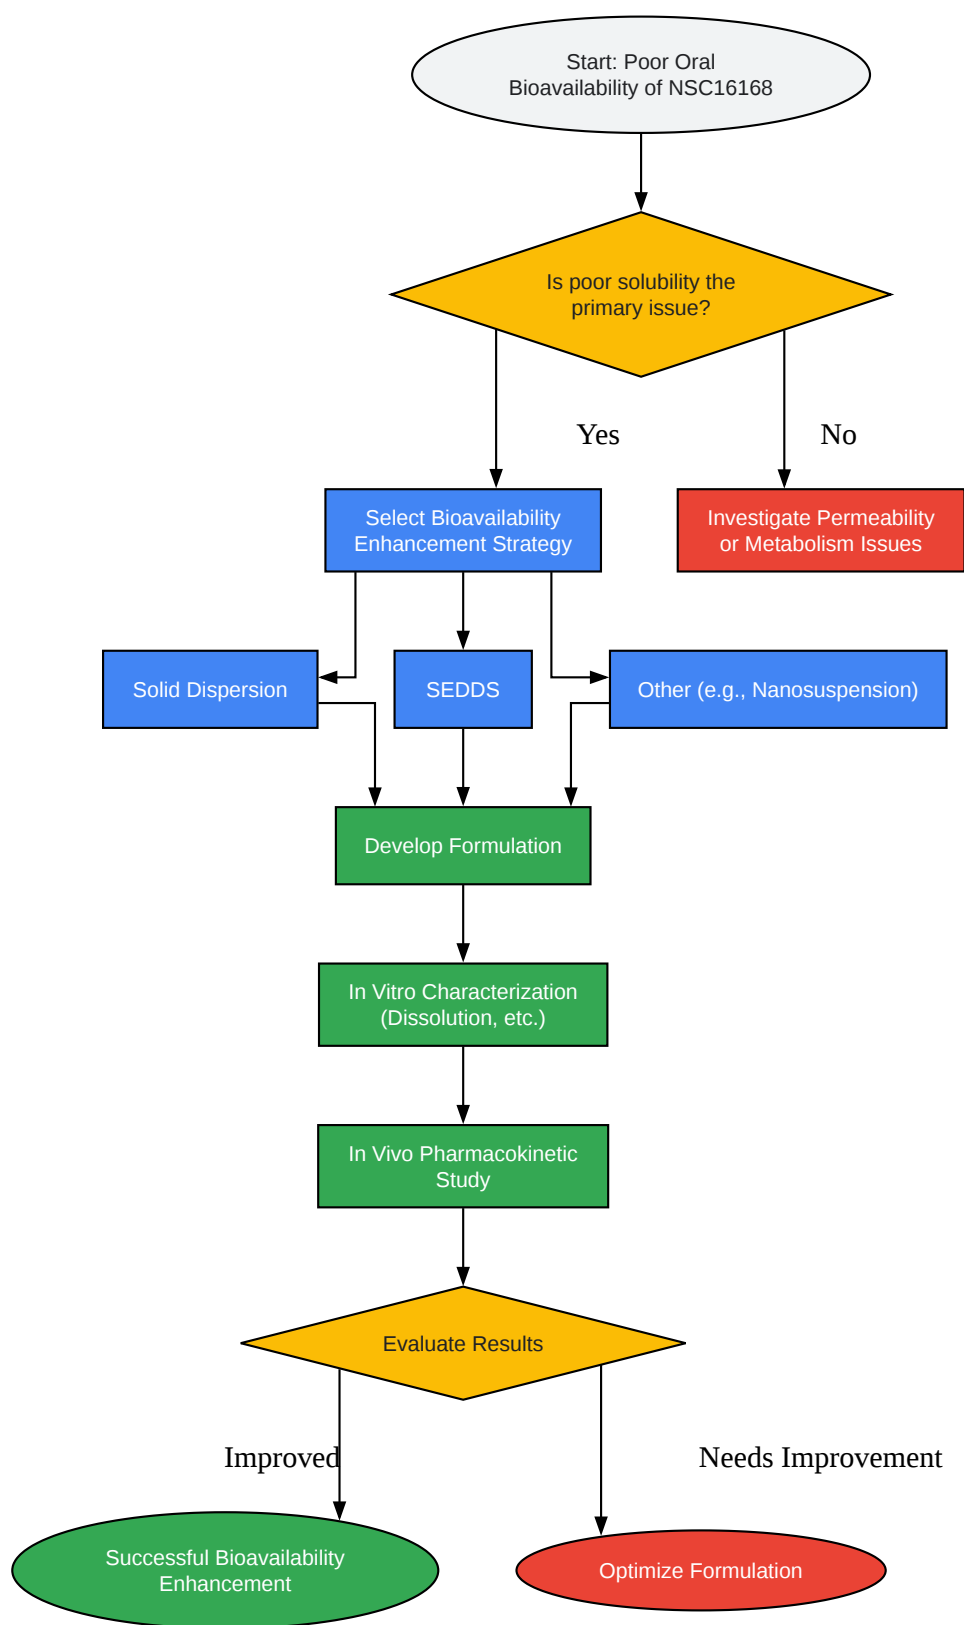 Start: Poor Oral
Bioavailability of NSC16168
Is poor solubility the
primary issue?
Yes
No
Select Bioavailability
Enhancement Strategy
Investigate Permeability
or Metabolism Issues
Solid Dispersion
SEDDS
Other (e.g., Nanosuspension)
Develop Formulation
In Vitro Characterization
(Dissolution, etc.)
In Vivo Pharmacokinetic
Study
Evaluate Results
Improved
Needs Improvement
Successful Bioavailability
Enhancement
Optimize Formulation